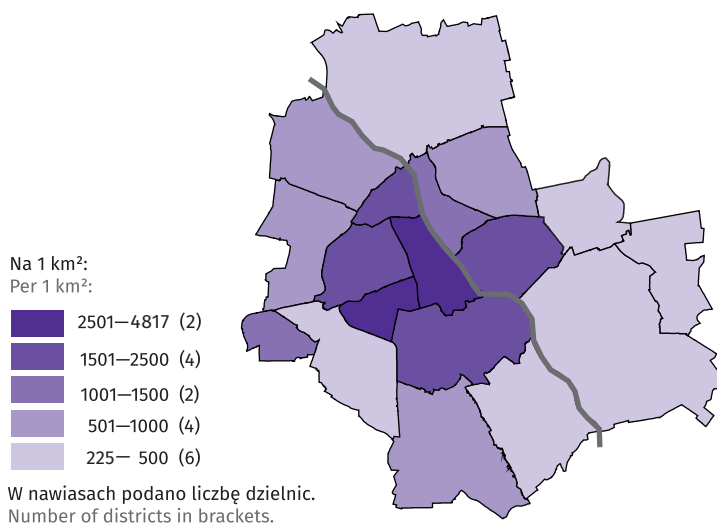 Na 1 km²:
Per 1 km²:
2501—4817 (2)
1501—2500 (4)
1001—1500 (2)
501—1000 (4)
225— 500 (6)
W nawiasach podano liczbę dzielnic.
Number of districts in brackets.